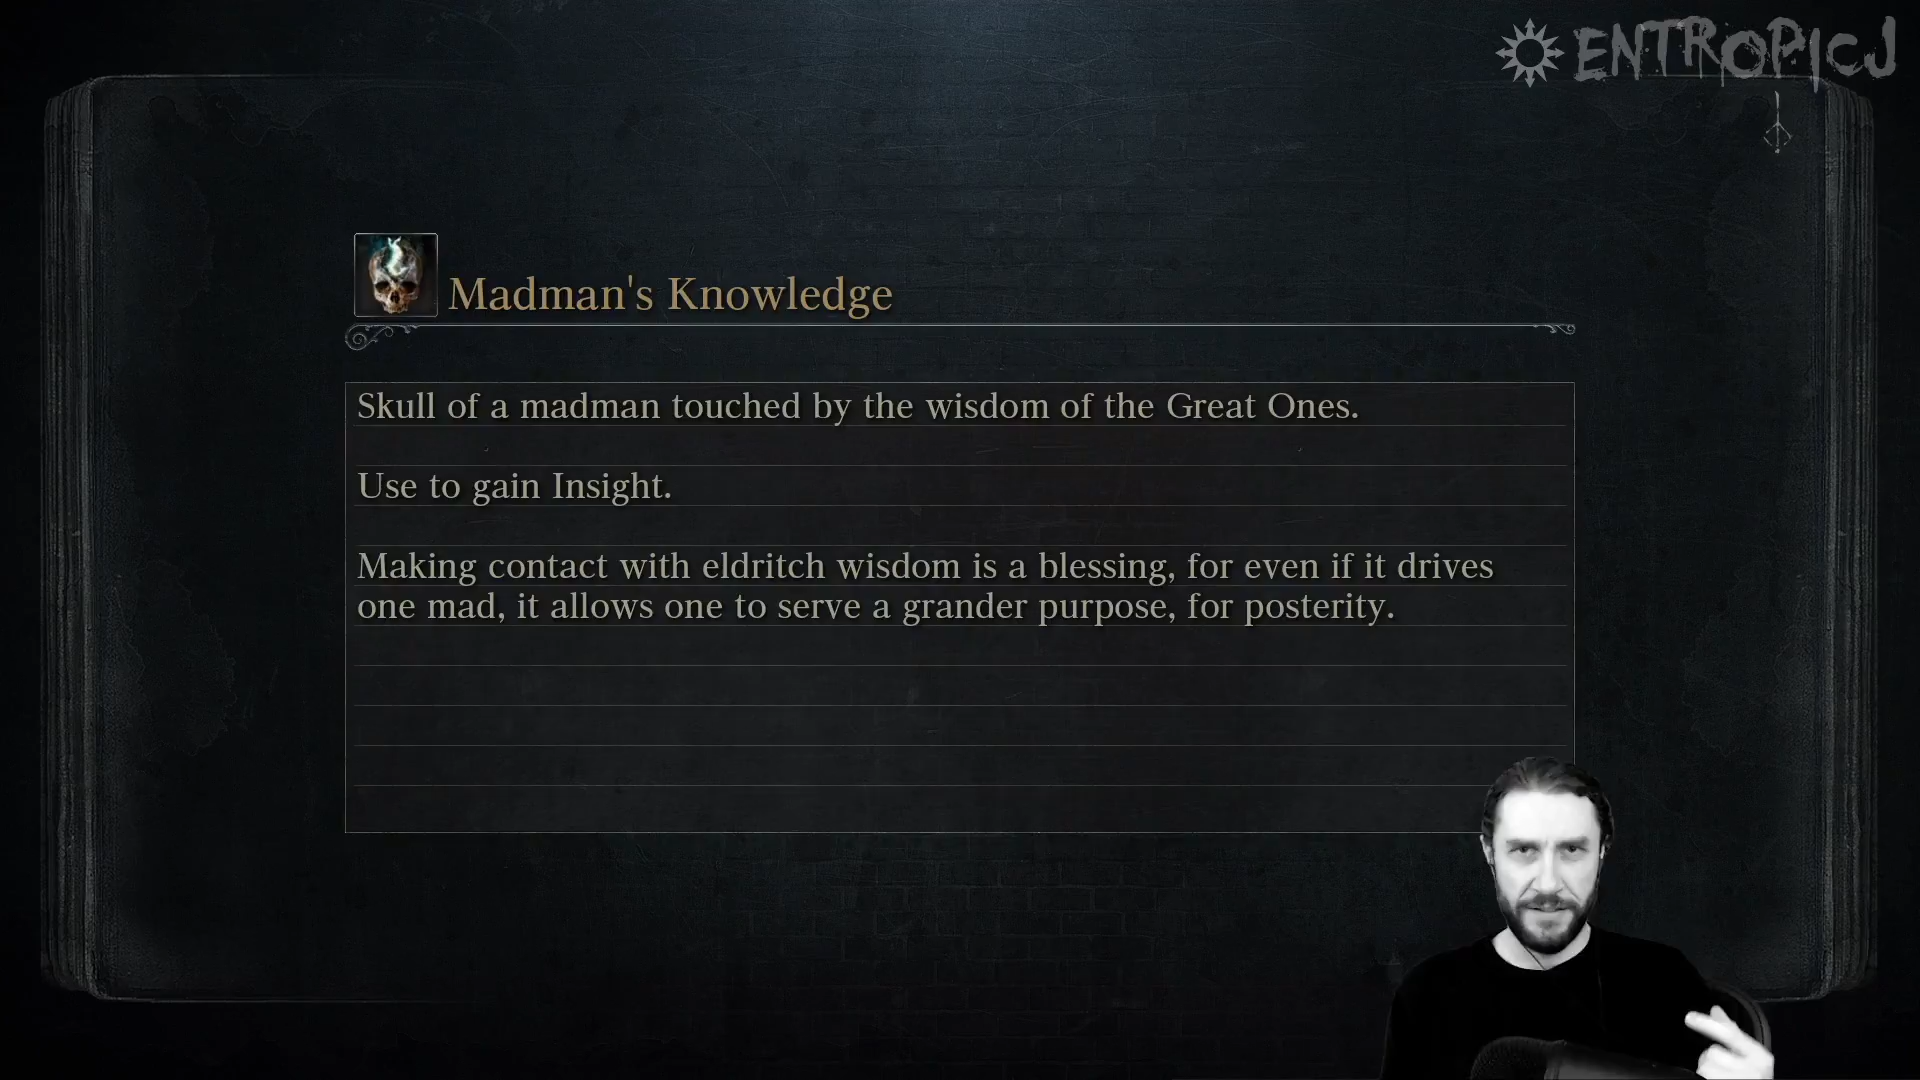 ENTROPICJ
Madman's Knowledge
Skull of a madman touched by the wisdom of the Great Ones.
Use to gain Insight.
Making contact with eldritch wisdom is a blessing, for even if it drives
one mad, it allows one to serve a grander purpose, for posterity.